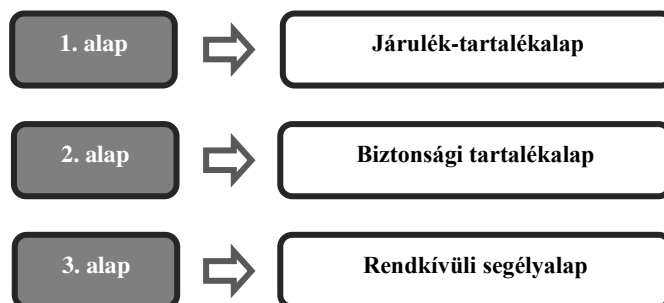 1. alap Járulék-tartalékalap
2. alap Biztonsági tartalékalap
3. alap Rendkívüli segélyalap